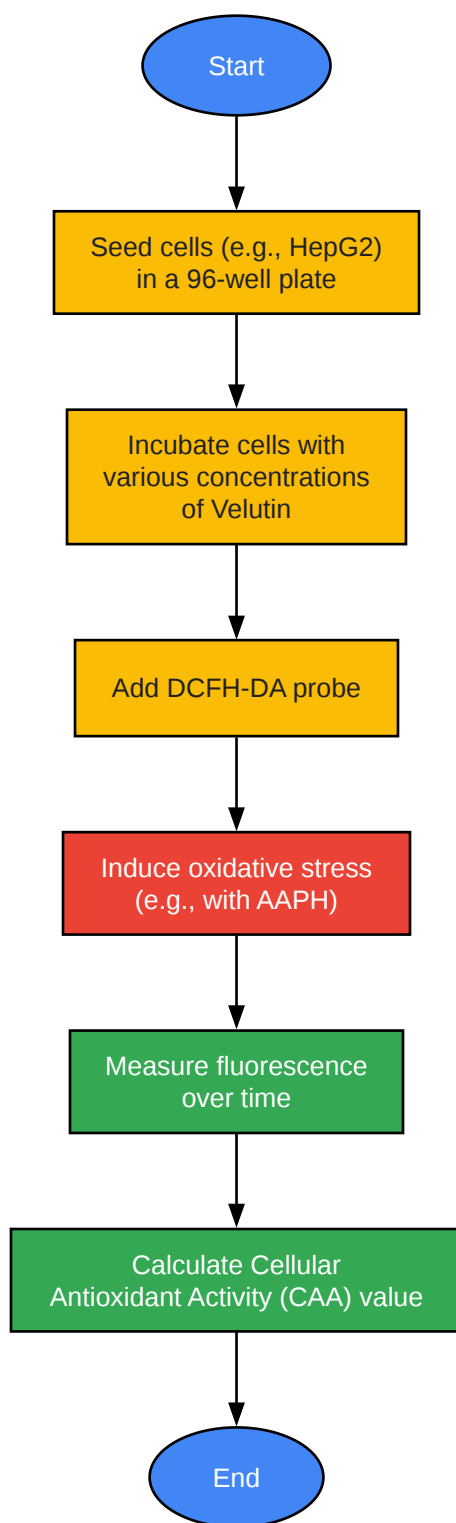 Start
Seed cells (e.g., HepG2)
in a 96-well plate
Incubate cells with
various concentrations
of Velutin
Add DCFH-DA probe
Induce oxidative stress
(e.g., with AAPH)
Measure fluorescence
over time
Calculate Cellular
Antioxidant Activity (CAA) value
End